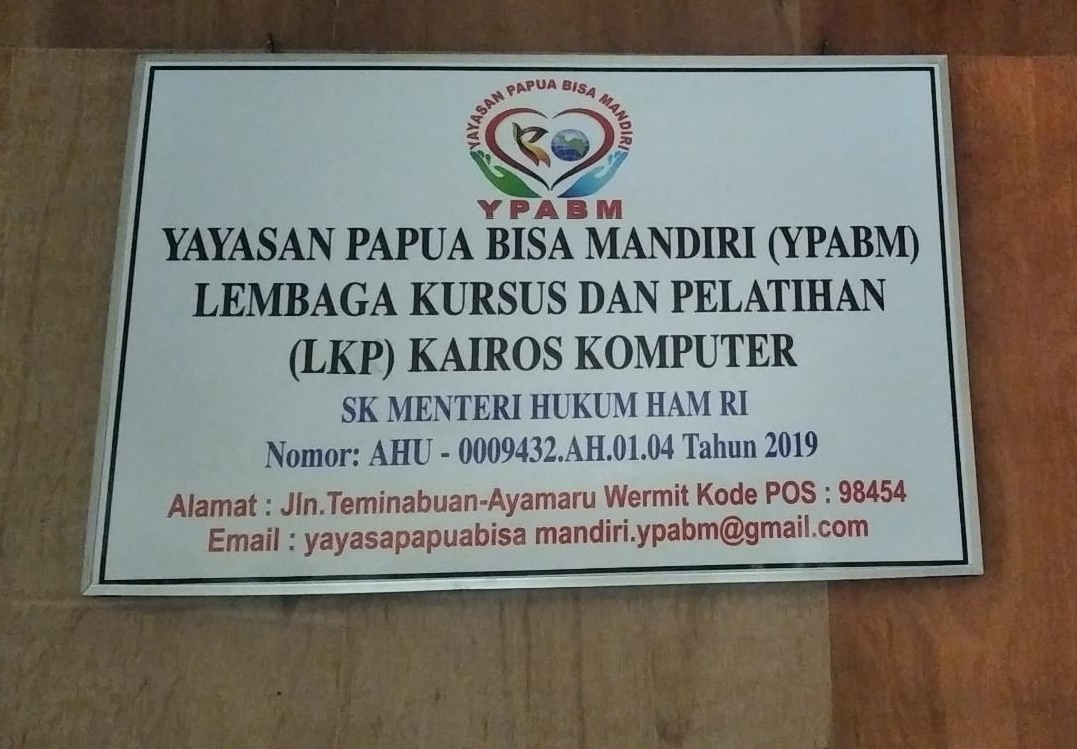 YAYASAN PAPUA BISA MANDIRI
YPABM
YAYASAN PAPUA BISA MANDIRI (YPABM)
LEMBAGA KURSUS DAN PELATIHAN
(LKP) KAIROS KOMPUTER
SK MENTERI HUKUM HAM RI
Nomor: AHU - 0009432.AH.01.04 Tahun 2019
Alamat : Jln.Teminabuan-Ayamaru Wermit Kode POS : 98454
Email : yayasapapuabisa mandiri.ypabm@gmail.com